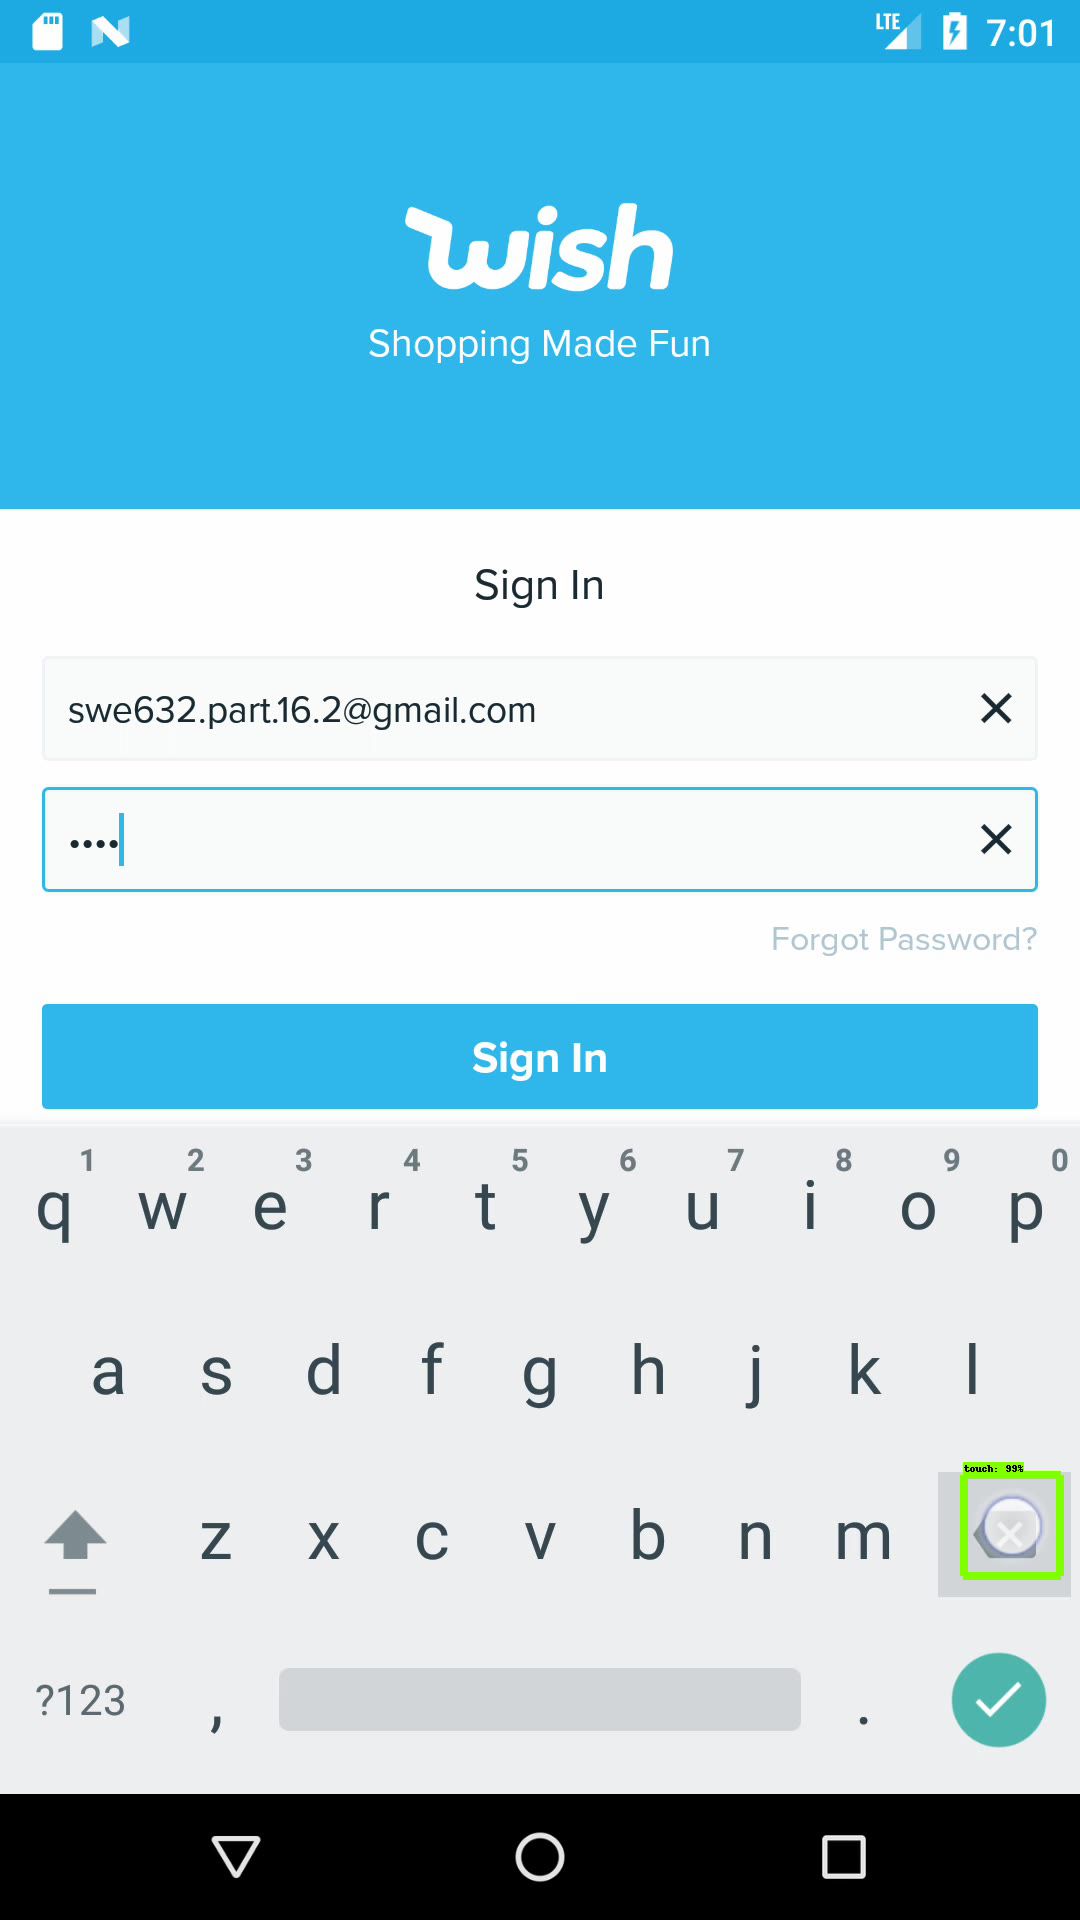 LTE 7:01
wish
Shopping Made Fun
Sign In
swe632.part.16.2@gmail.com
••••
Forgot Password?
Sign In
1 2 3 4 5 6 7 8 9 0
q w e r t y u i o p
a s d f g h j k l
touch: 99%
z x c v b n m
?123 , .